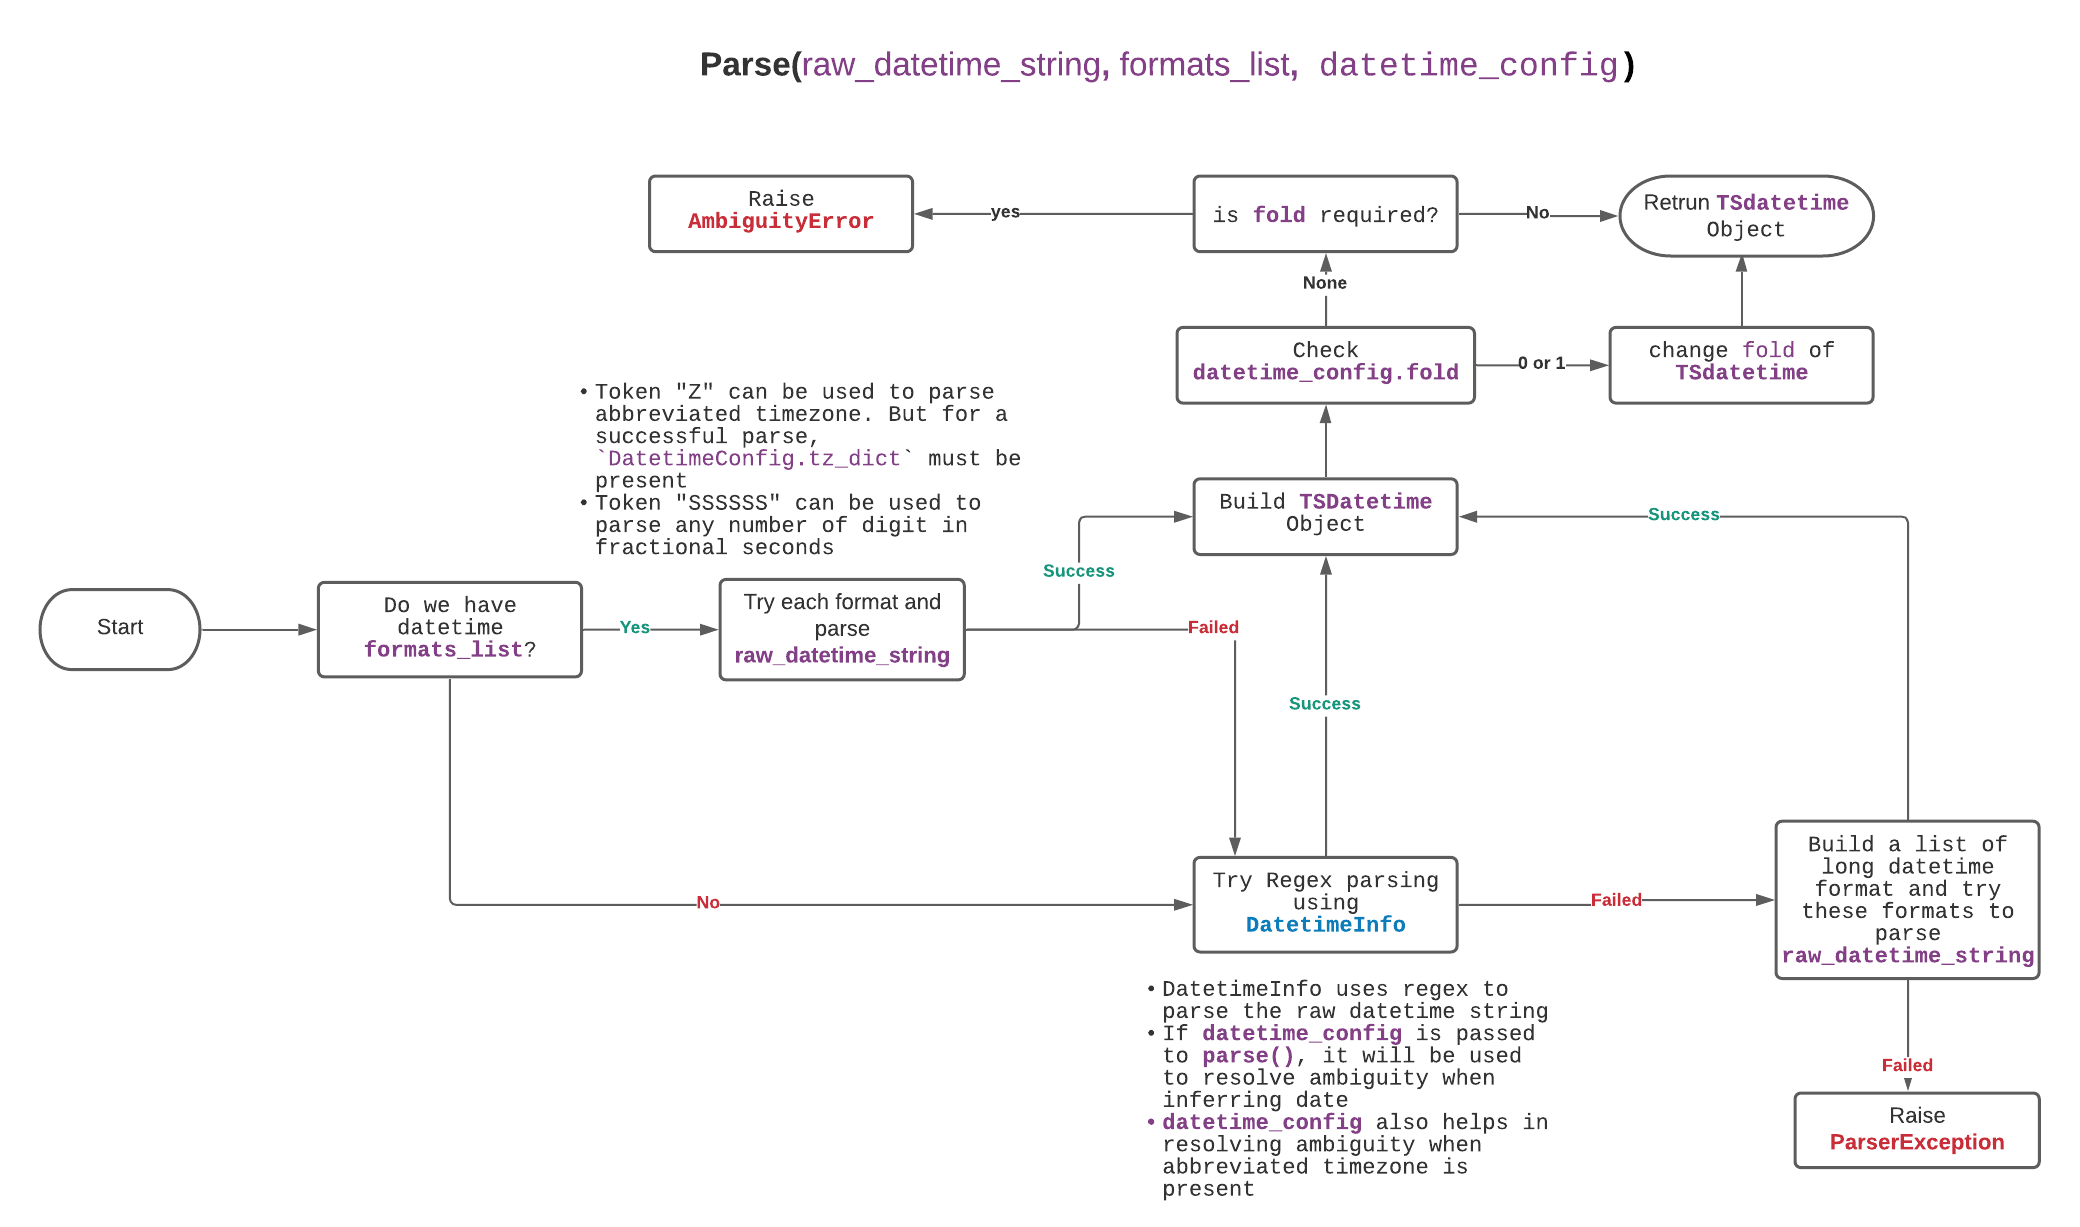 Parse(raw_datetime_string, formats_list, datetime_config)
Raise
AmbiguityError
yes
is fold required?
No
Retrun TSdatetime
Object
None
Check
datetime_config.fold
0 or 1
change fold of
TSdatetime
• Token "Z" can be used to parse
abbreviated timezone. But for a
successful parse,
`DatetimeConfig.tz_dict` must be
present
• Token "SSSSSS" can be used to
parse any number of digit in
fractional seconds
Build TSDatetime
Object
Success
Success
Start
Do we have
datetime
formats_list?
Yes
Try each format and
parse
raw_datetime_string
Failed
Success
No
Try Regex parsing
using
DatetimeInfo
Failed
Build a list of
long datetime
format and try
these formats to
parse
raw_datetime_string
• DatetimeInfo uses regex to
parse the raw datetime string
• If datetime_config is passed
to parse(), it will be used
to resolve ambiguity when
inferring date
• datetime_config also helps in
resolving ambiguity when
abbreviated timezone is
present
Failed
Raise
ParserException